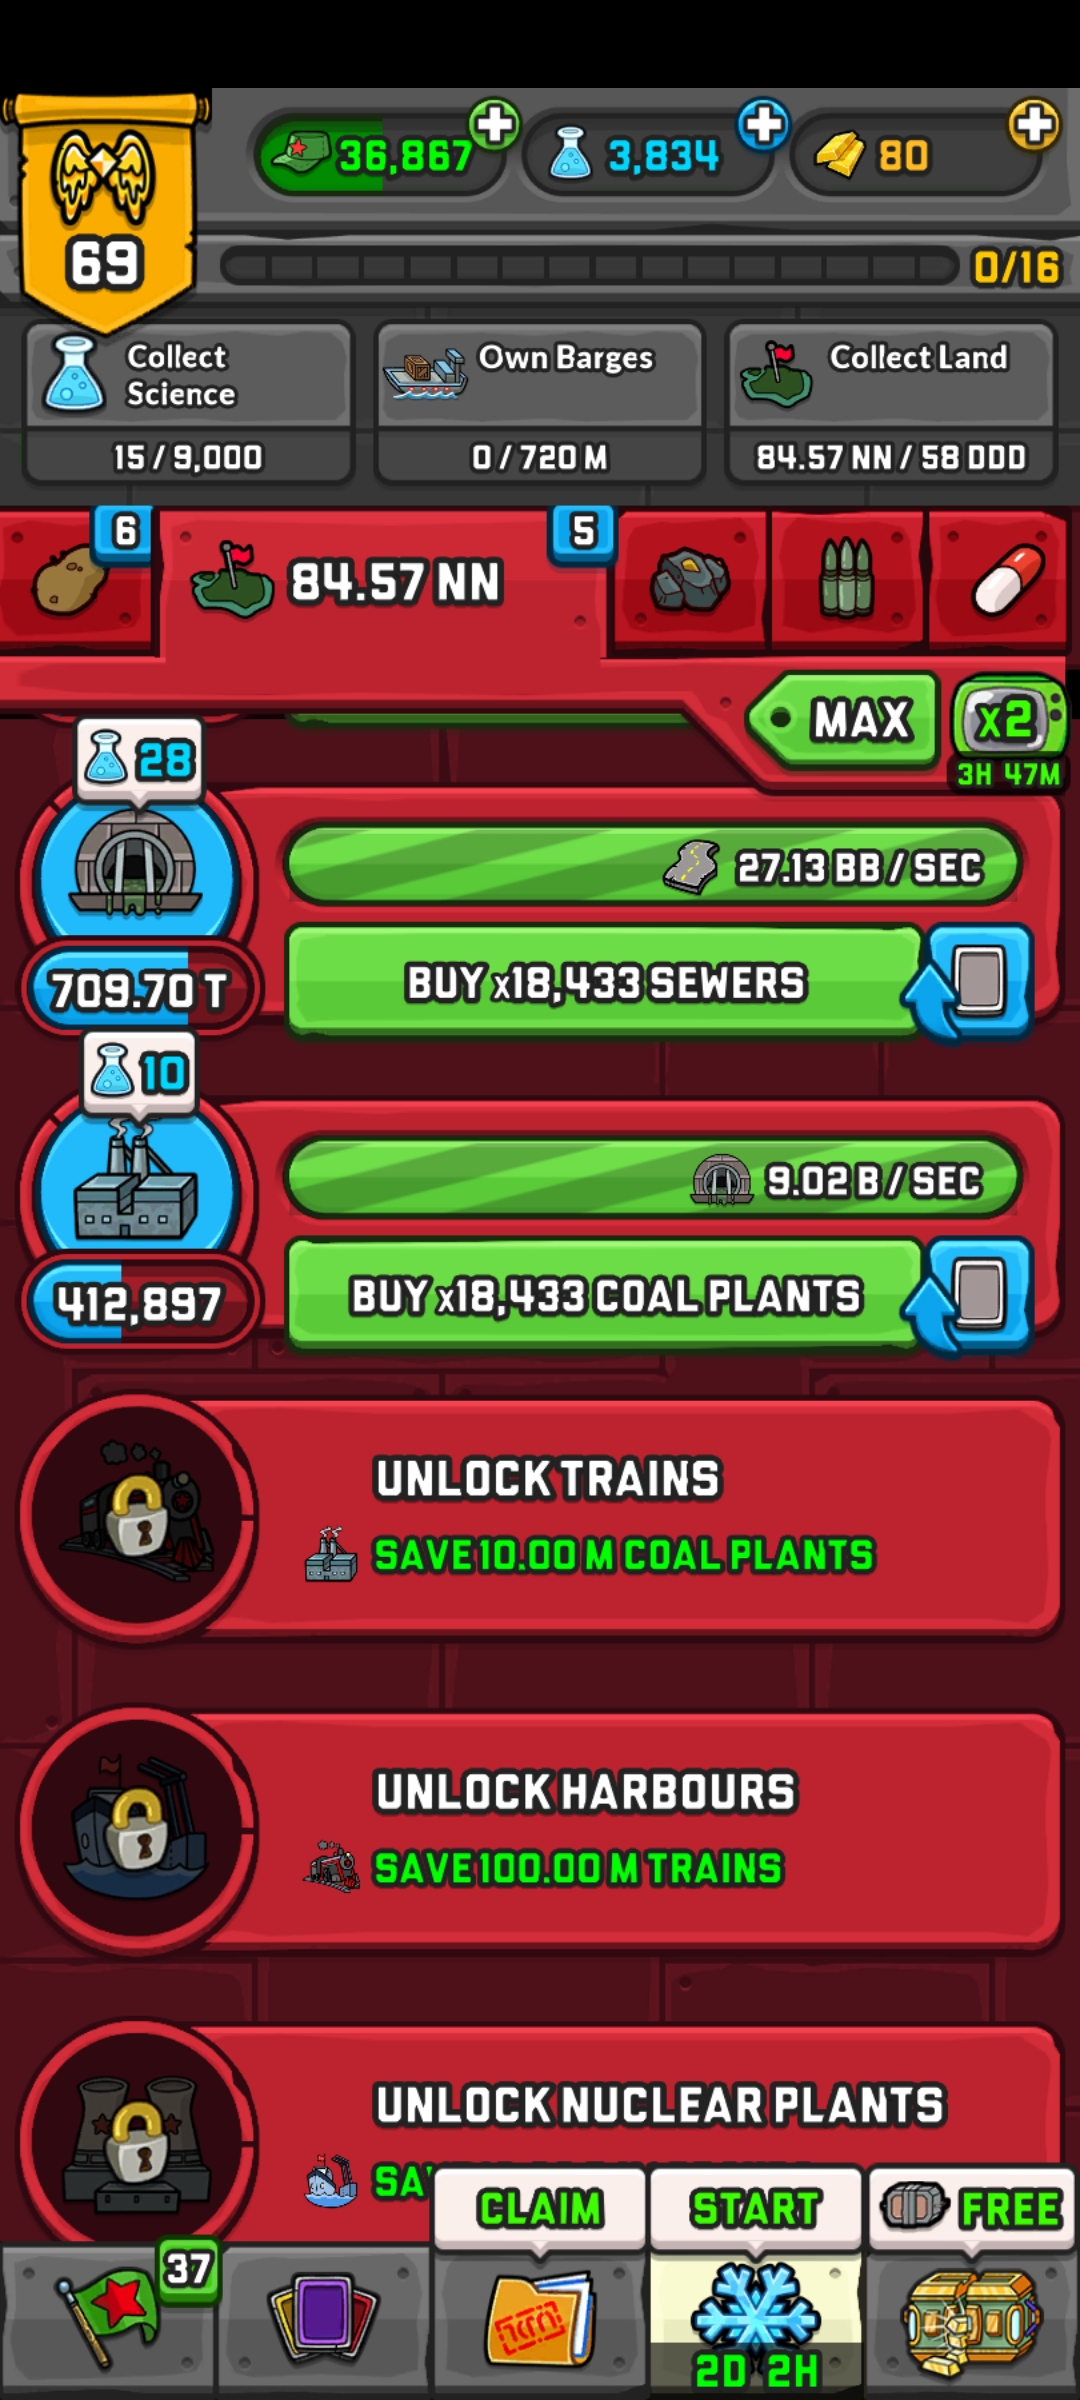 36,867
3,834
80
69
0/16
Collect
Science
Own Barges
Collect Land
15 / 9,000
0 / 720 M
84.57 NN / 58 DDD
6
84.57 NN
5
MAX
x2
3H 47M
28
27.13 BB / SEC
709.70 T
BUY x18,433 SEWERS
10
9.02 B / SEC
412,897
BUY x18,433 COAL PLANTS
UNLOCK TRAINS
SAVE 10.00 M COAL PLANTS
UNLOCK HARBOURS
SAVE 100.00 M TRAINS
UNLOCK NUCLEAR PLANTS
CLAIM
START
FREE
37
2D 2H